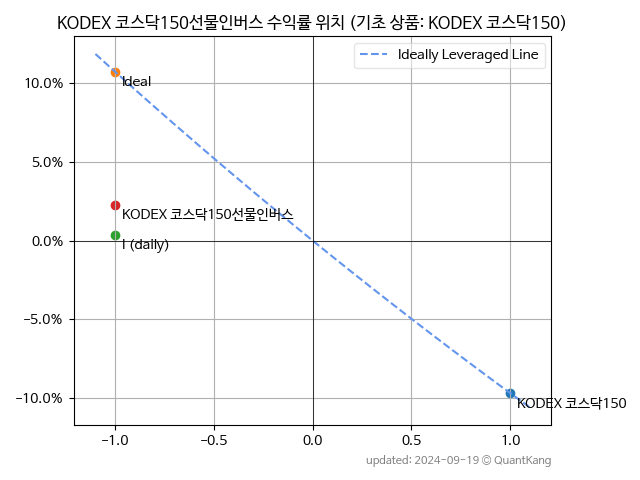 KODEX 코스닥150선물인버스 수익률 위치 (기초 상품: KODEX 코스닥150)
Ideally Leveraged Line
10.0%
Ideal
5.0%
KODEX 코스닥150선물인버스
0.0%
I (daily)
−5.0%
−10.0%
KODEX 코스닥150
−1.0 −0.5 0.0 0.5 1.0
updated: 2024-09-19 © QuantKang